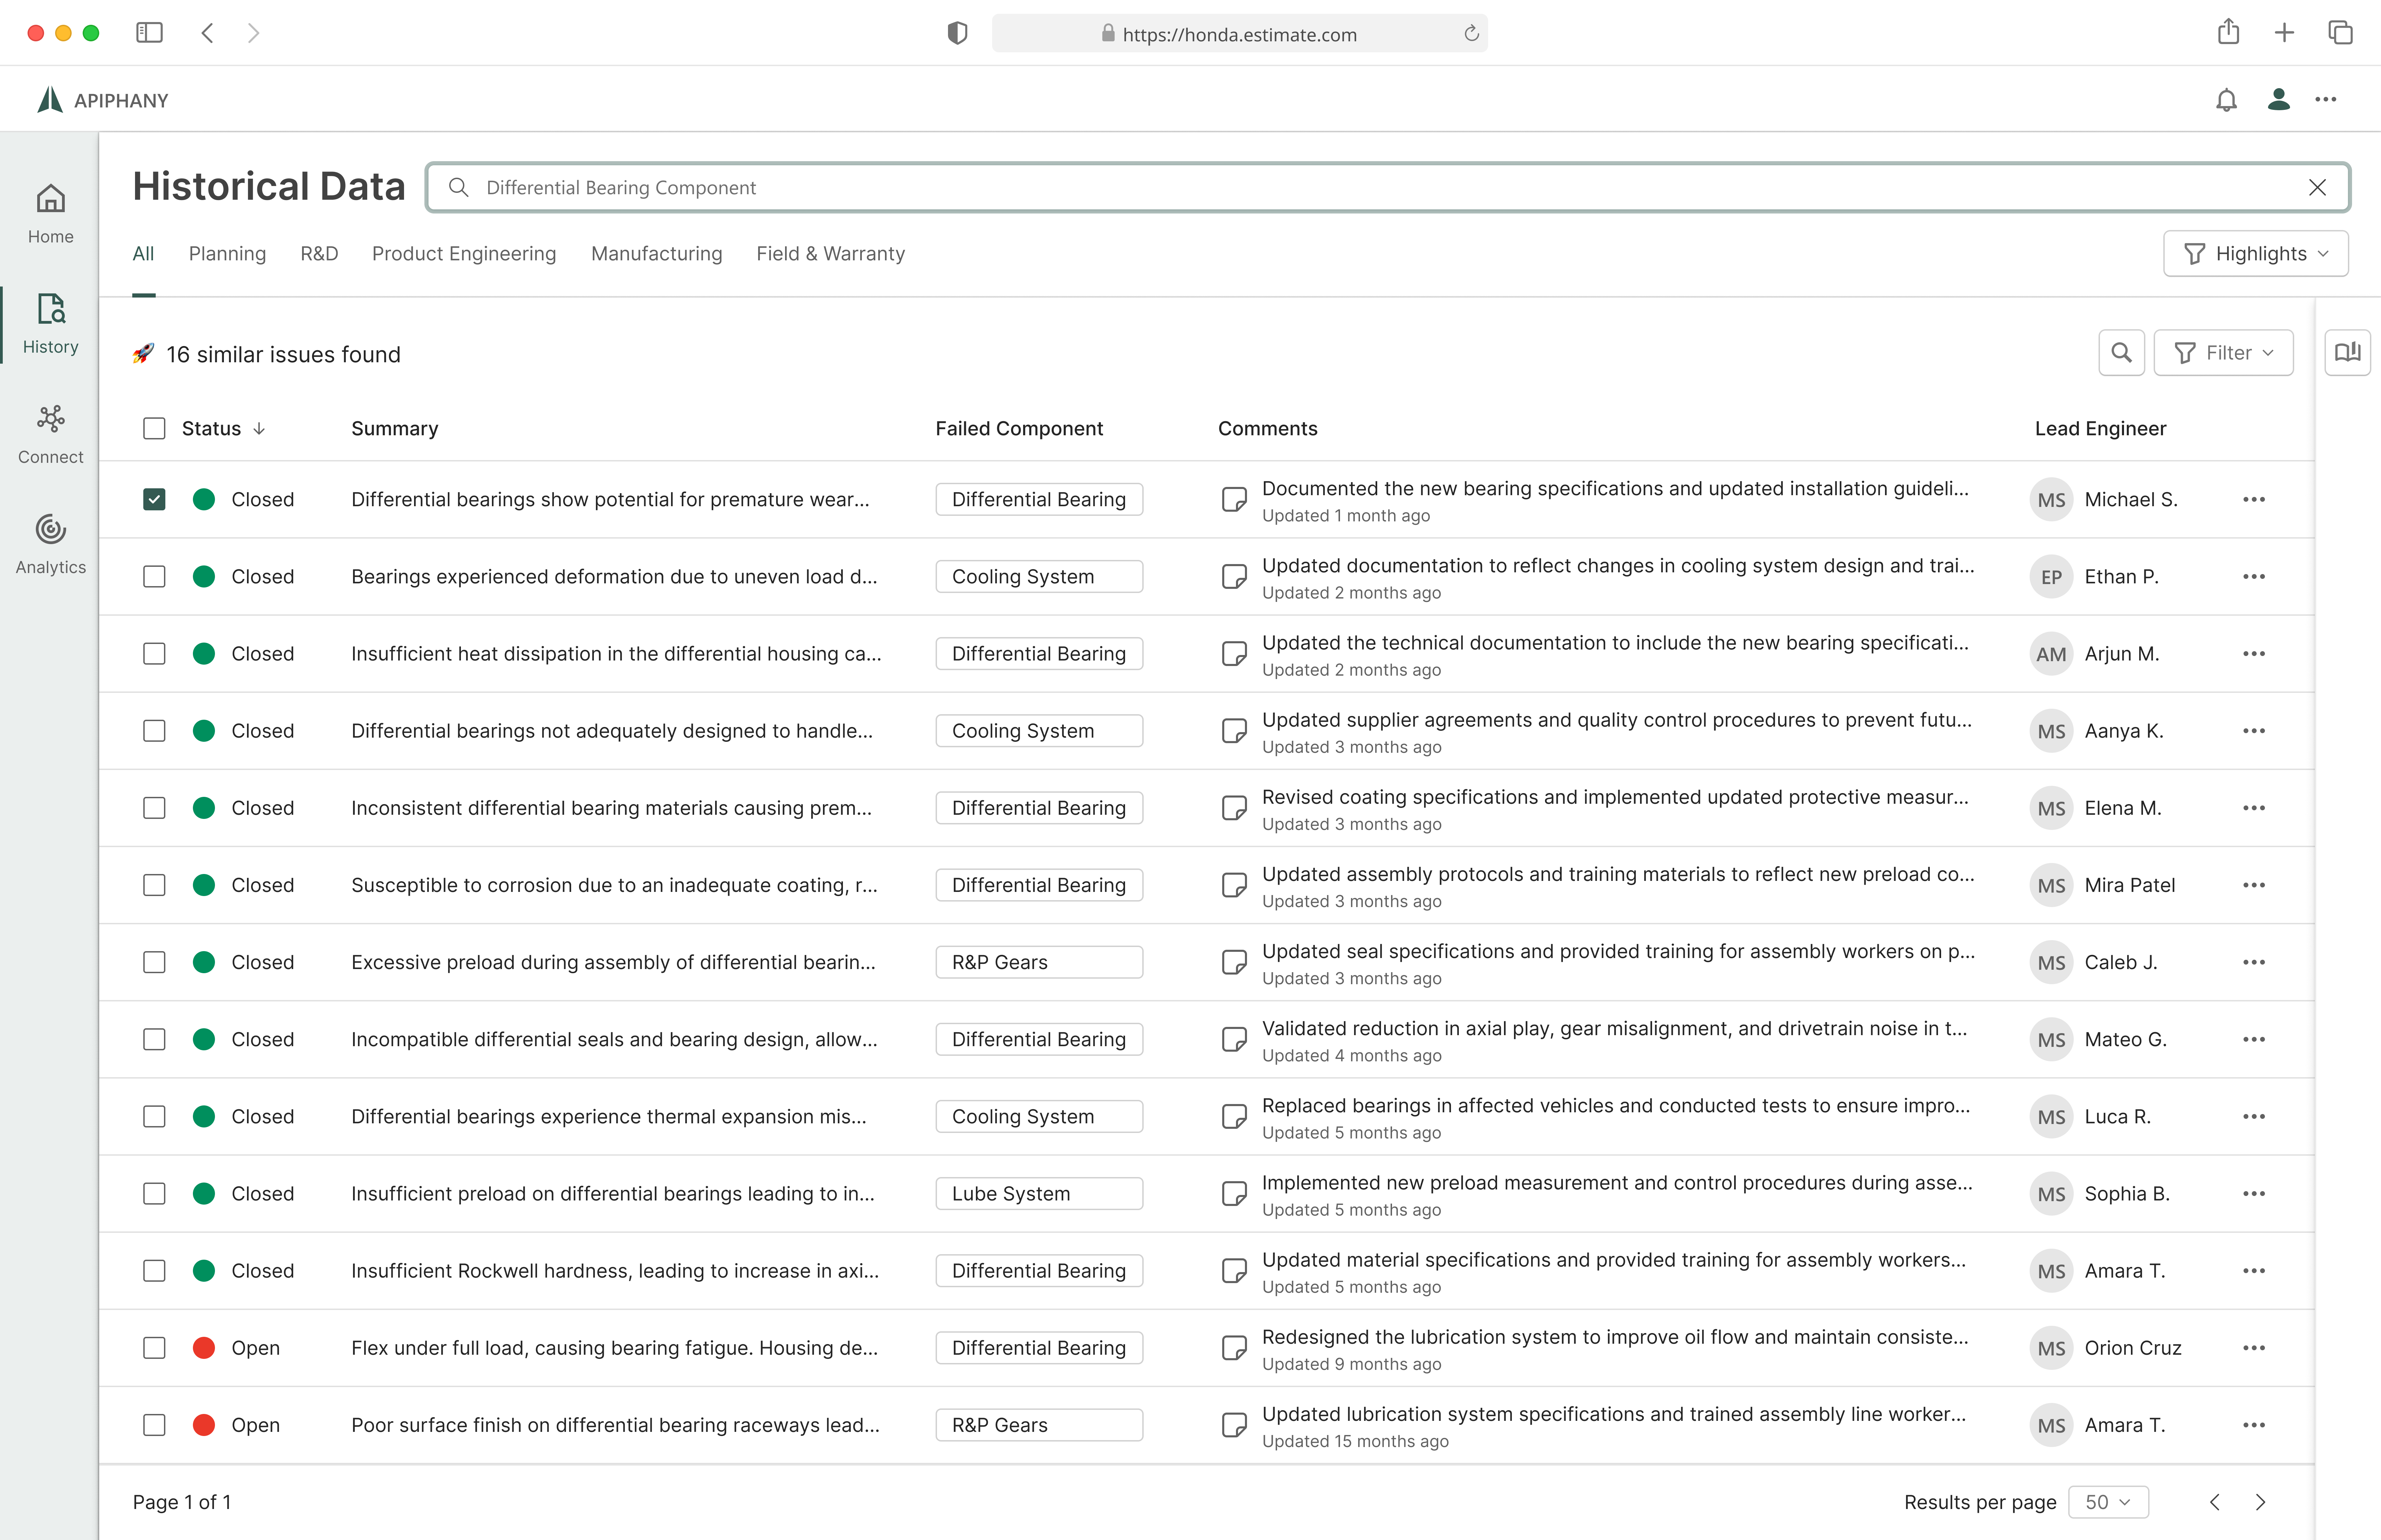 https://honda.estimate.com
APIPHANY
Home
History
Connect
Analytics
Historical Data
Differential Bearing Component
All Planning R&D Product Engineering Manufacturing Field & Warranty
Highlights
16 similar issues found
Filter
Status Summary Failed Component Comments Lead Engineer
Closed Differential bearings show potential for premature wear... Differential Bearing Documented the new bearing specifications and updated installation guideli... MS Michael S.
Updated 1 month ago
Closed Bearings experienced deformation due to uneven load d... Cooling System Updated documentation to reflect changes in cooling system design and trai... EP Ethan P.
Updated 2 months ago
Closed Insufficient heat dissipation in the differential housing ca... Differential Bearing Updated the technical documentation to include the new bearing specificati... AM Arjun M.
Updated 2 months ago
Closed Differential bearings not adequately designed to handle... Cooling System Updated supplier agreements and quality control procedures to prevent futu... MS Aanya K.
Updated 3 months ago
Closed Inconsistent differential bearing materials causing prem... Differential Bearing Revised coating specifications and implemented updated protective measur... MS Elena M.
Updated 3 months ago
Closed Susceptible to corrosion due to an inadequate coating, r... Differential Bearing Updated assembly protocols and training materials to reflect new preload co... MS Mira Patel
Updated 3 months ago
Closed Excessive preload during assembly of differential bearin... R&P Gears Updated seal specifications and provided training for assembly workers on p... MS Caleb J.
Updated 3 months ago
Closed Incompatible differential seals and bearing design, allow... Differential Bearing Validated reduction in axial play, gear misalignment, and drivetrain noise in t... MS Mateo G.
Updated 4 months ago
Closed Differential bearings experience thermal expansion mis... Cooling System Replaced bearings in affected vehicles and conducted tests to ensure impro... MS Luca R.
Updated 5 months ago
Closed Insufficient preload on differential bearings leading to in... Lube System Implemented new preload measurement and control procedures during asse... MS Sophia B.
Updated 5 months ago
Closed Insufficient Rockwell hardness, leading to increase in axi... Differential Bearing Updated material specifications and provided training for assembly workers... MS Amara T.
Updated 5 months ago
Open Flex under full load, causing bearing fatigue. Housing de... Differential Bearing Redesigned the lubrication system to improve oil flow and maintain consiste... MS Orion Cruz
Updated 9 months ago
Open Poor surface finish on differential bearing raceways lead... R&P Gears Updated lubrication system specifications and trained assembly line worker... MS Amara T.
Updated 15 months ago
Page 1 of 1 Results per page 50